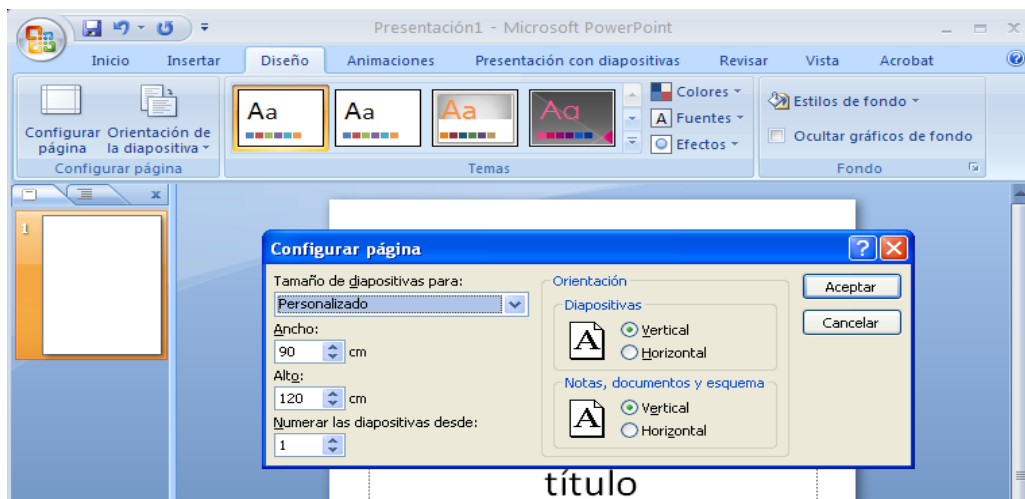 Presentación1 - Microsoft PowerPoint
Inicio Insertar Diseño Animaciones Presentación con diapositivas Revisar Vista Acrobat
Configurar página
Orientación de la diapositiva
Configurar página
Aa Aa Aa Aa
Temas
Colores
Fuentes
Efectos
Estilos de fondo
Ocultar gráficos de fondo
Fondo
1
Configurar página
Tamaño de diapositivas para:
Personalizado
Ancho:
90 cm
Alto:
120 cm
Numerar las diapositivas desde:
1
Orientación
Diapositivas
A
Vertical
Horizontal
Notas, documentos y esquema
A
Vertical
Horizontal
Aceptar
Cancelar
título